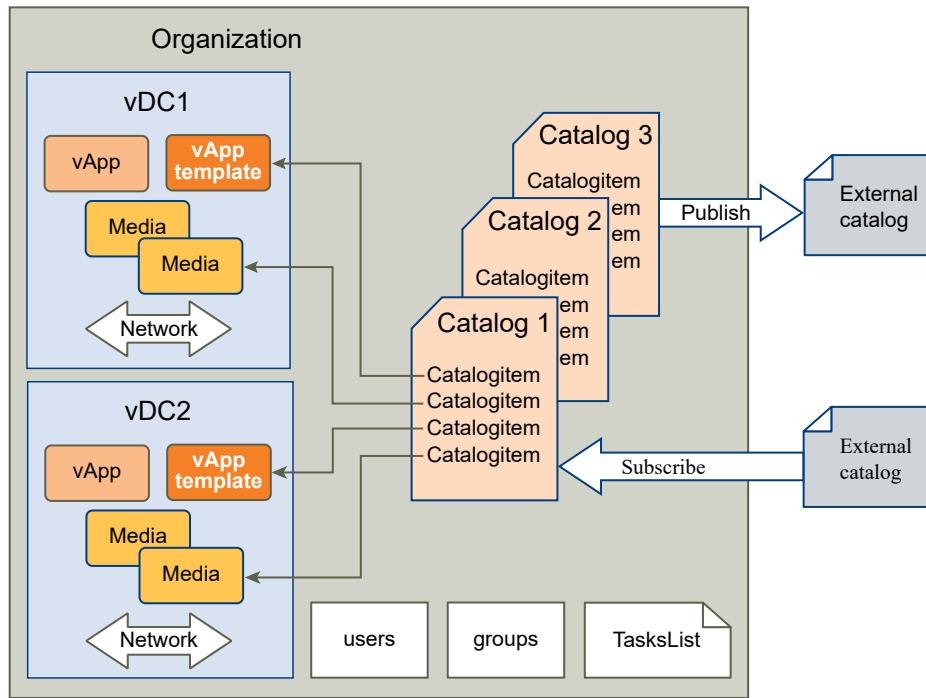 Organization
vDC1
vApp
vApp
template
Media
Media
Network
vDC2
vApp
vApp
template
Media
Media
Network
Catalog 3
Catalogitem
em
em
em
Catalog 2
Catalogitem
em
em
em
Catalog 1
Catalogitem
Catalogitem
Catalogitem
Catalogitem
Publish
External
catalog
Subscribe
External
catalog
users
groups
TasksList